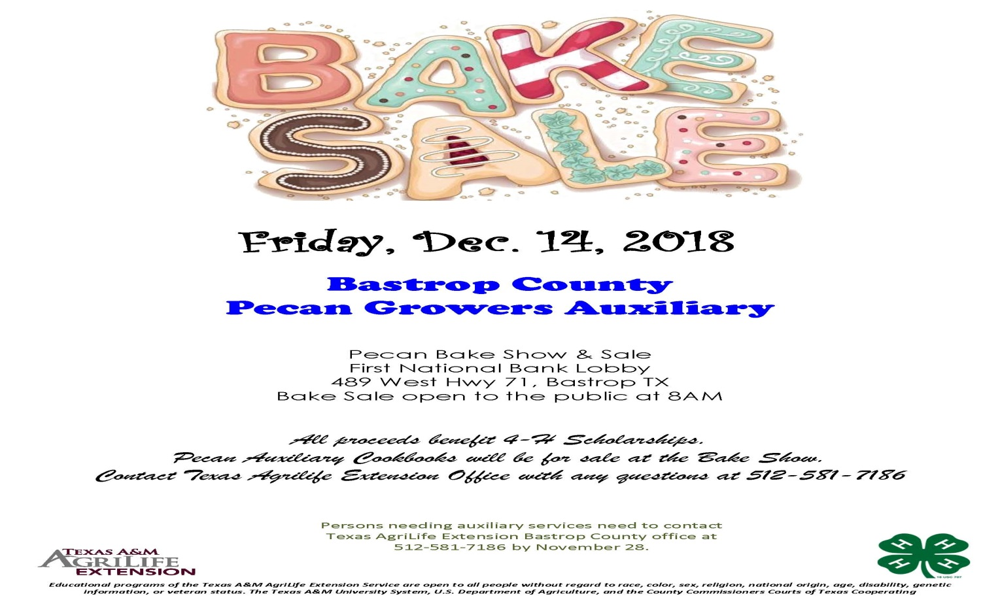 BAKE
SALE
Friday, Dec. 14, 2018
Bastrop County
Pecan Growers Auxiliary
Pecan Bake Show & Sale
First National Bank Lobby
489 West Hwy 71, Bastrop TX
Bake Sale open to the public at 8AM
All proceeds benefit 4-H Scholarships.
Pecan Auxiliary Cookbooks will be for sale at the Bake Show.
Contact Texas Agrilife Extension Office with any questions at 512-581-7186
Persons needing auxiliary services need to contact
Texas AgriLife Extension Bastrop County office at
512-581-7186 by November 28.
TEXAS A&M
AGRILIFE
EXTENSION
H H
H H
18 USC 707
Educational programs of the Texas A&M AgriLife Extension Service are open to all people without regard to race, color, sex, religion, national origin, age, disability, genetic
information, or veteran status. The Texas A&M University System, U.S. Department of Agriculture, and the County Commissioners Courts of Texas Cooperating